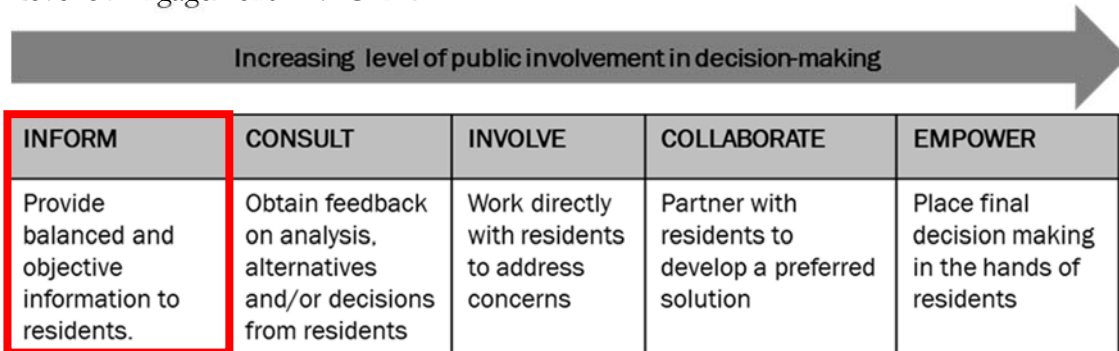 Increasing level of public involvement in decision-making
INFORM
CONSULT
INVOLVE
COLLABORATE
EMPOWER
Provide
balanced and
objective
information to
residents.
Obtain feedback
on analysis,
alternatives
and/or decisions
from residents
Work directly
with residents
to address
concerns
Partner with
residents to
develop a preferred
solution
Place final
decision making
in the hands of
residents